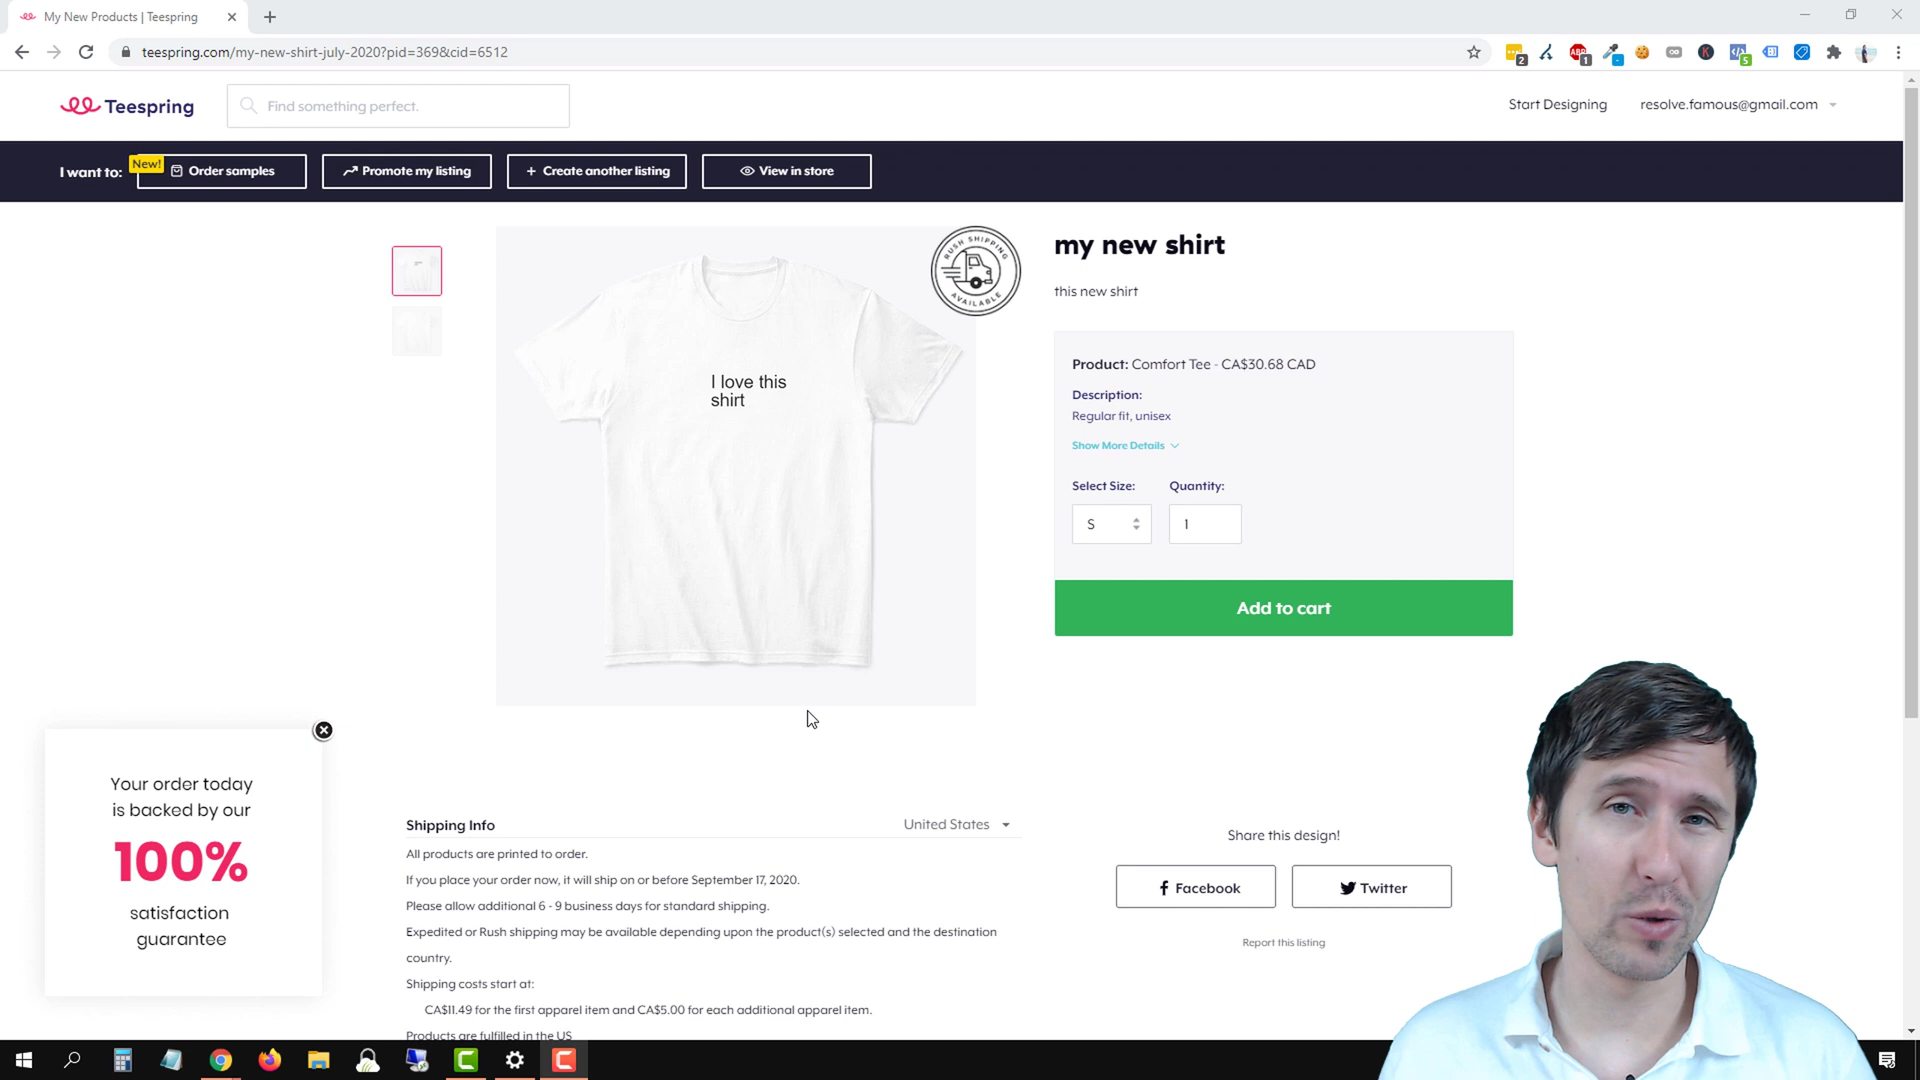 My New Products | Teespring
teespring.com/my-new-shirt-july-2020?pid=369&cid=6512
2
ABP
1
5
Teespring
Find something perfect.
Start Designing
resolve.famous@gmail.com
I want to:
New!
Order samples
Promote my listing
+ Create another listing
View in store
RUSH SHIPPING
AVAILABLE
I love this
shirt
my new shirt
this new shirt
Product: Comfort Tee - CA$30.68 CAD
Description:
Regular fit, unisex
Show More Details
Select Size:
Quantity:
S
1
Add to cart
Your order today
is backed by our
100%
satisfaction
guarantee
Shipping Info
United States
All products are printed to order.
If you place your order now, it will ship on or before September 17, 2020.
Please allow additional 6 - 9 business days for standard shipping.
Expedited or Rush shipping may be available depending upon the product(s) selected and the destination
country.
Shipping costs start at:
CA$11.49 for the first apparel item and CA$5.00 for each additional apparel item.
Products are fulfilled in the US
Share this design!
Facebook
Twitter
Report this listing